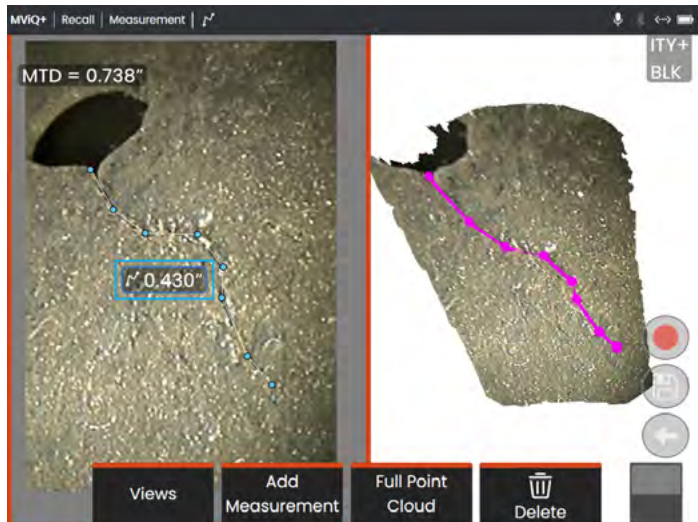 MViQ+ | Recall | Measurement |
MTD = 0.738"
ITY+
BLK
0.430"
Views
Add
Measurement
Full Point
Cloud
Delete